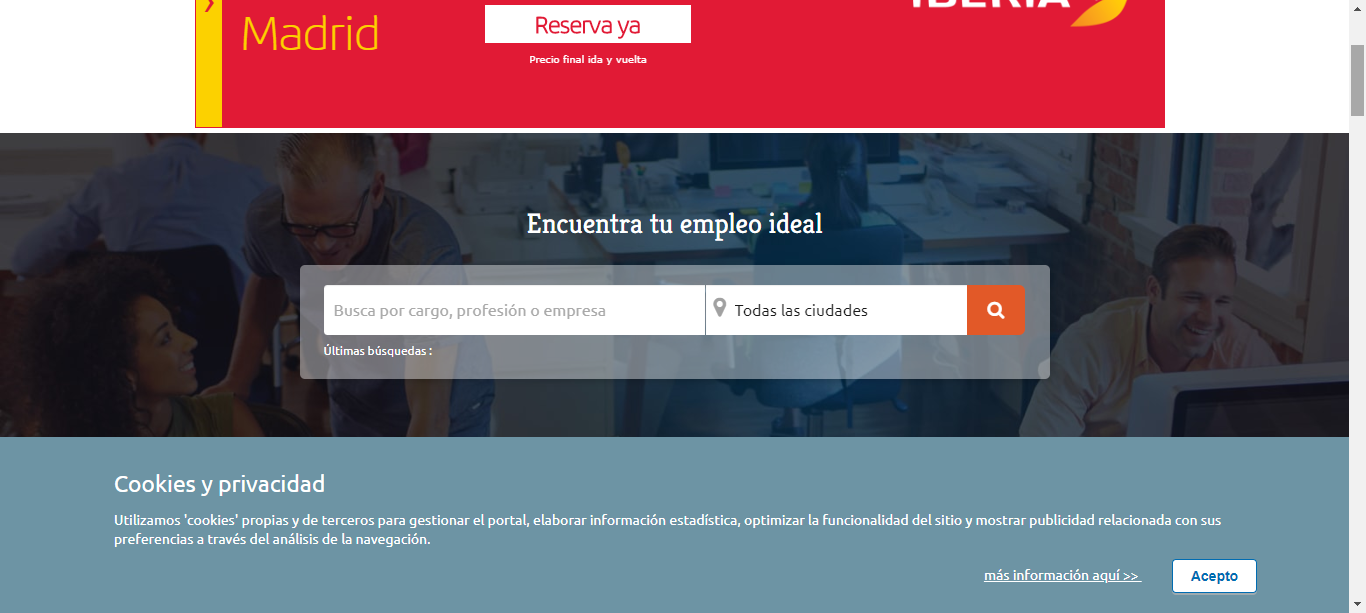 IBERIA
Madrid
Reserva ya
Precio final ida y vuelta
Encuentra tu empleo ideal
Busca por cargo, profesión o empresa
Todas las ciudades
Últimas búsquedas :
Cookies y privacidad
Utilizamos 'cookies' propias y de terceros para gestionar el portal, elaborar información estadística, optimizar la funcionalidad del sitio y mostrar publicidad relacionada con sus
preferencias a través del análisis de la navegación.
más información aquí >>
Acepto